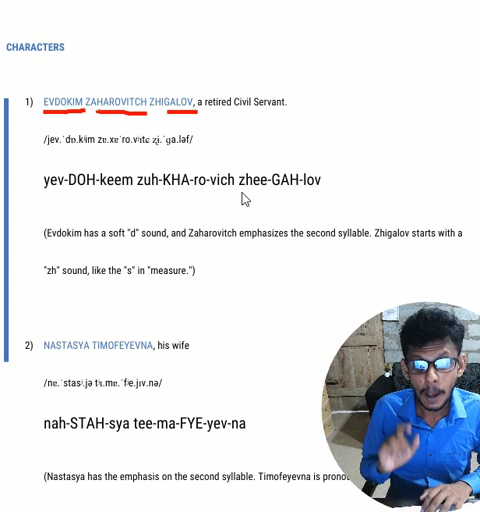 CHARACTERS
1) EVDOKIM ZAHAROVITCH ZHIGALOV, a retired Civil Servant.
yev-DOH-keem zuh-KHA-ro-vich zhee-GAH-lov
(Evdokim has a soft "d" sound, and Zaharovitch emphasizes the second syllable. Zhigalov starts with a
"zh" sound, like the "s" in "measure.")
2) NASTASYA TIMOFEYEVNA, his wife
nah-STAH-sya tee-ma-FYE-yev-na
(Nastasya has the emphasis on the second syllable. Timofeyevna is